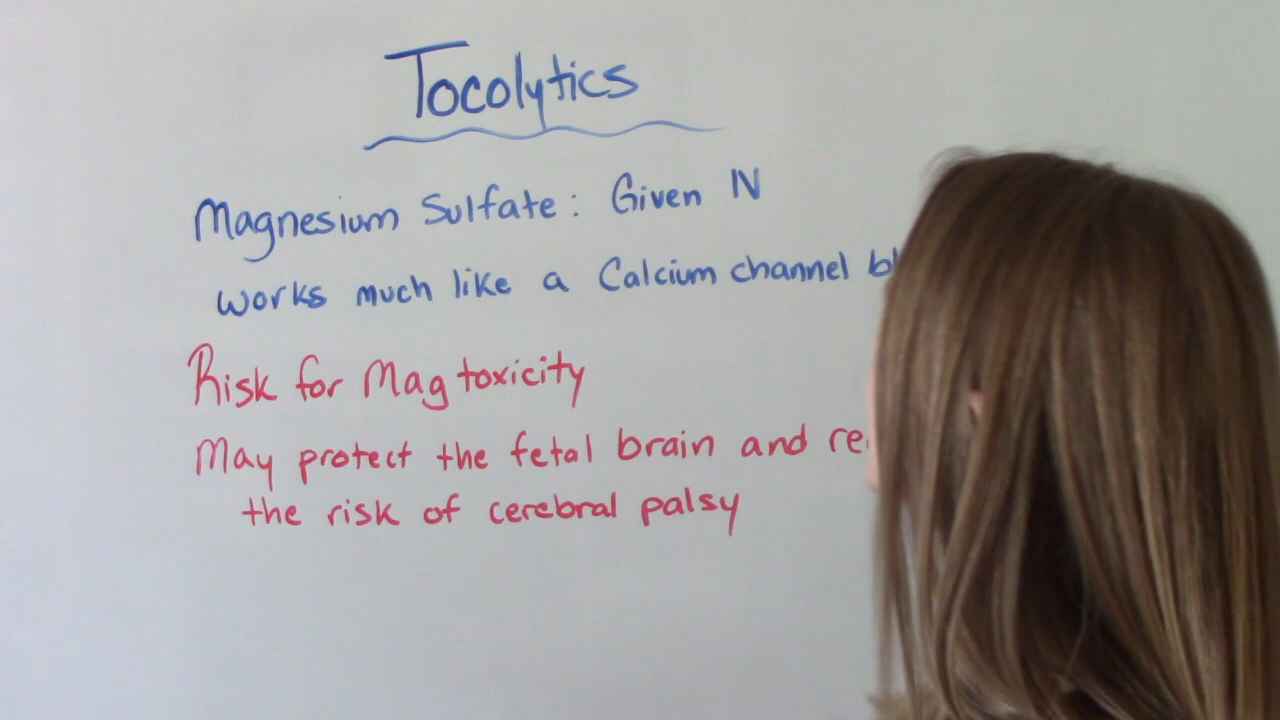 Tocolytics
Magnesium Sulfate: Given IV
works much like a Calcium channel
Risk for Mag toxicity
May protect the fetal brain and
the risk of cerebral palsy